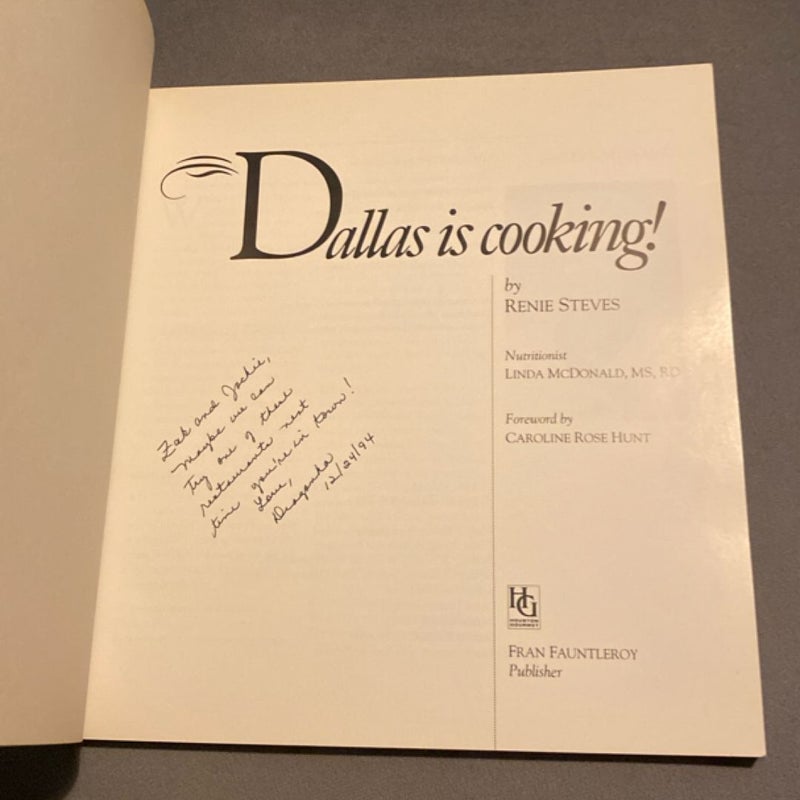 Dallas is cooking!
by
RENIE STEVES
Nutritionist
LINDA MCDONALD, MS, RD
Foreword by
CAROLINE ROSE HUNT
Zak and Jackie,
Maybe we can
Try one of these
restaurants next
time you're in town!
Love,
12/24/94
HG
HOUSTON
GOURMET
FRAN FAUNTLEROY
Publisher